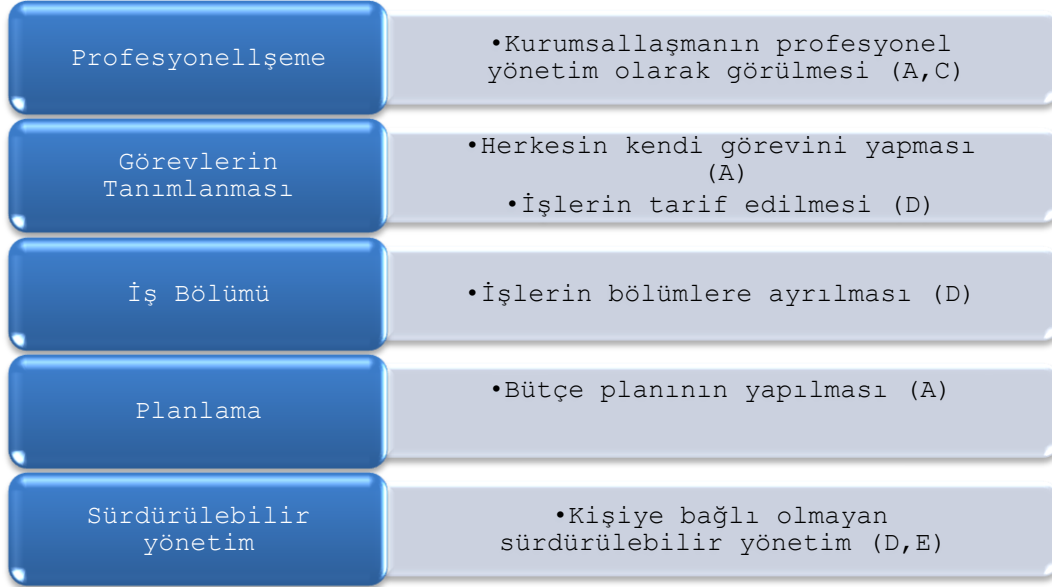 Profesyonellşeme
•Kurumsallaşmanın profesyonel
yönetim olarak görülmesi (A,C)
Görevlerin
Tanımlanması
•Herkesin kendi görevini yapması
(A)
•İşlerin tarif edilmesi (D)
İş Bölümü
•İşlerin bölümlere ayrılması (D)
Planlama
•Bütçe planının yapılması (A)
Sürdürülebilir
yönetim
•Kişiye bağlı olmayan
sürdürülebilir yönetim (D,E)